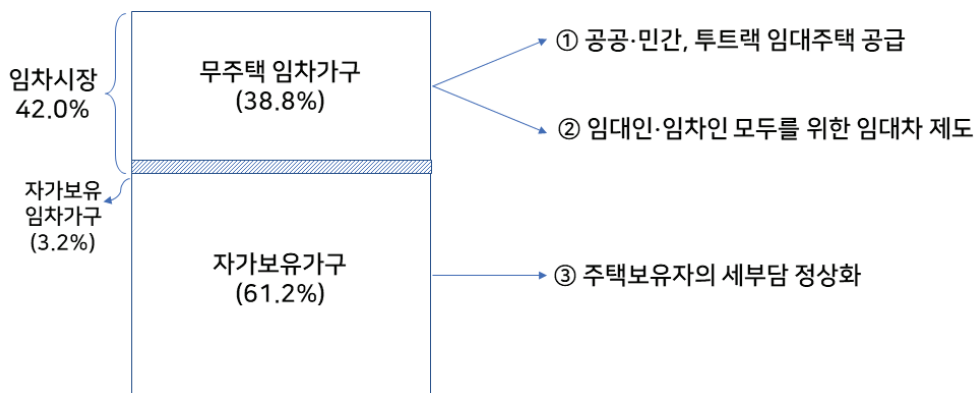 임차시장
42.0%
무주택 임차가구
(38.8%)
① 공공·민간, 투트랙 임대주택 공급
② 임대인·임차인 모두를 위한 임대차 제도
자가보유
임차가구
(3.2%)
자가보유가구
(61.2%)
③ 주택보유자의 세부담 정상화